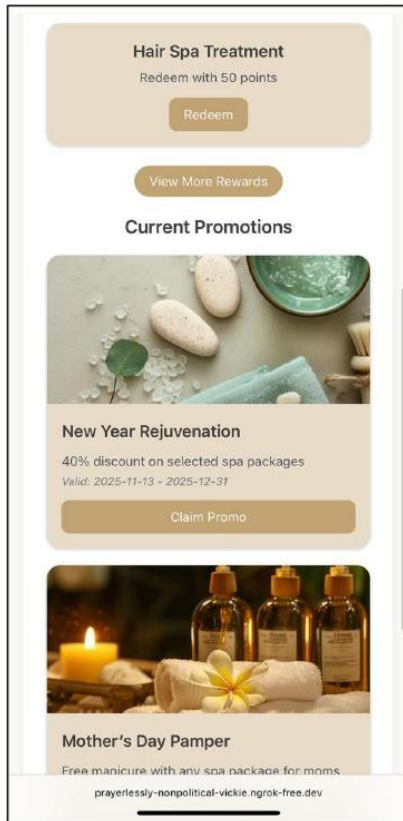 Hair Spa Treatment
Redeem with 50 points
Redeem
View More Rewards
Current Promotions
New Year Rejuvenation
40% discount on selected spa packages
Valid: 2025-11-13 - 2025-12-31
Claim Promo
Mother's Day Pamper
Free manicure with any spa package for moms
prayerlessly-nonpolitical-vickie.ngrok-free.dev